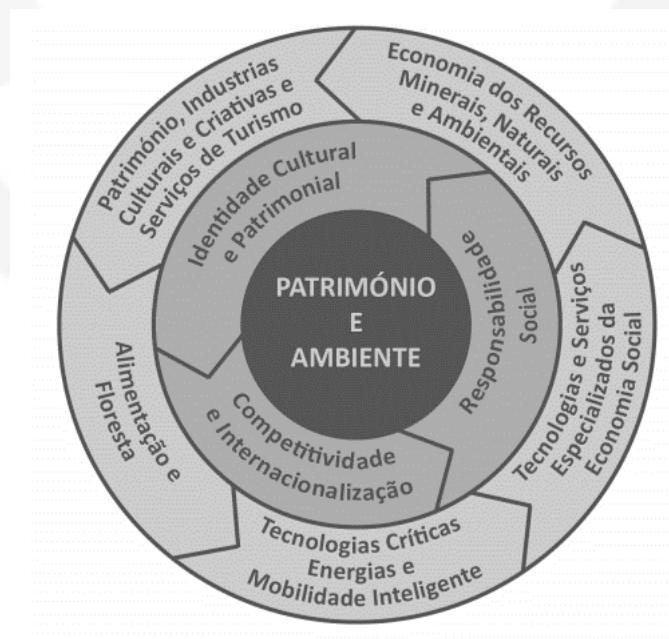 PATRIMÓNIO
E
AMBIENTE
Identidade Cultural
e Patrimonial
Responsabilidade
Social
Competitividade
e Internacionalização
Património, Industrias
Culturais e Criativas e
Serviços de Turismo
Economia dos Recursos
Minerais, Naturais
e Ambientais
Tecnologias e Serviços
Especializados da
Economia Social
Tecnologias Críticas
Energias e
Mobilidade Inteligente
Alimentação e
Floresta